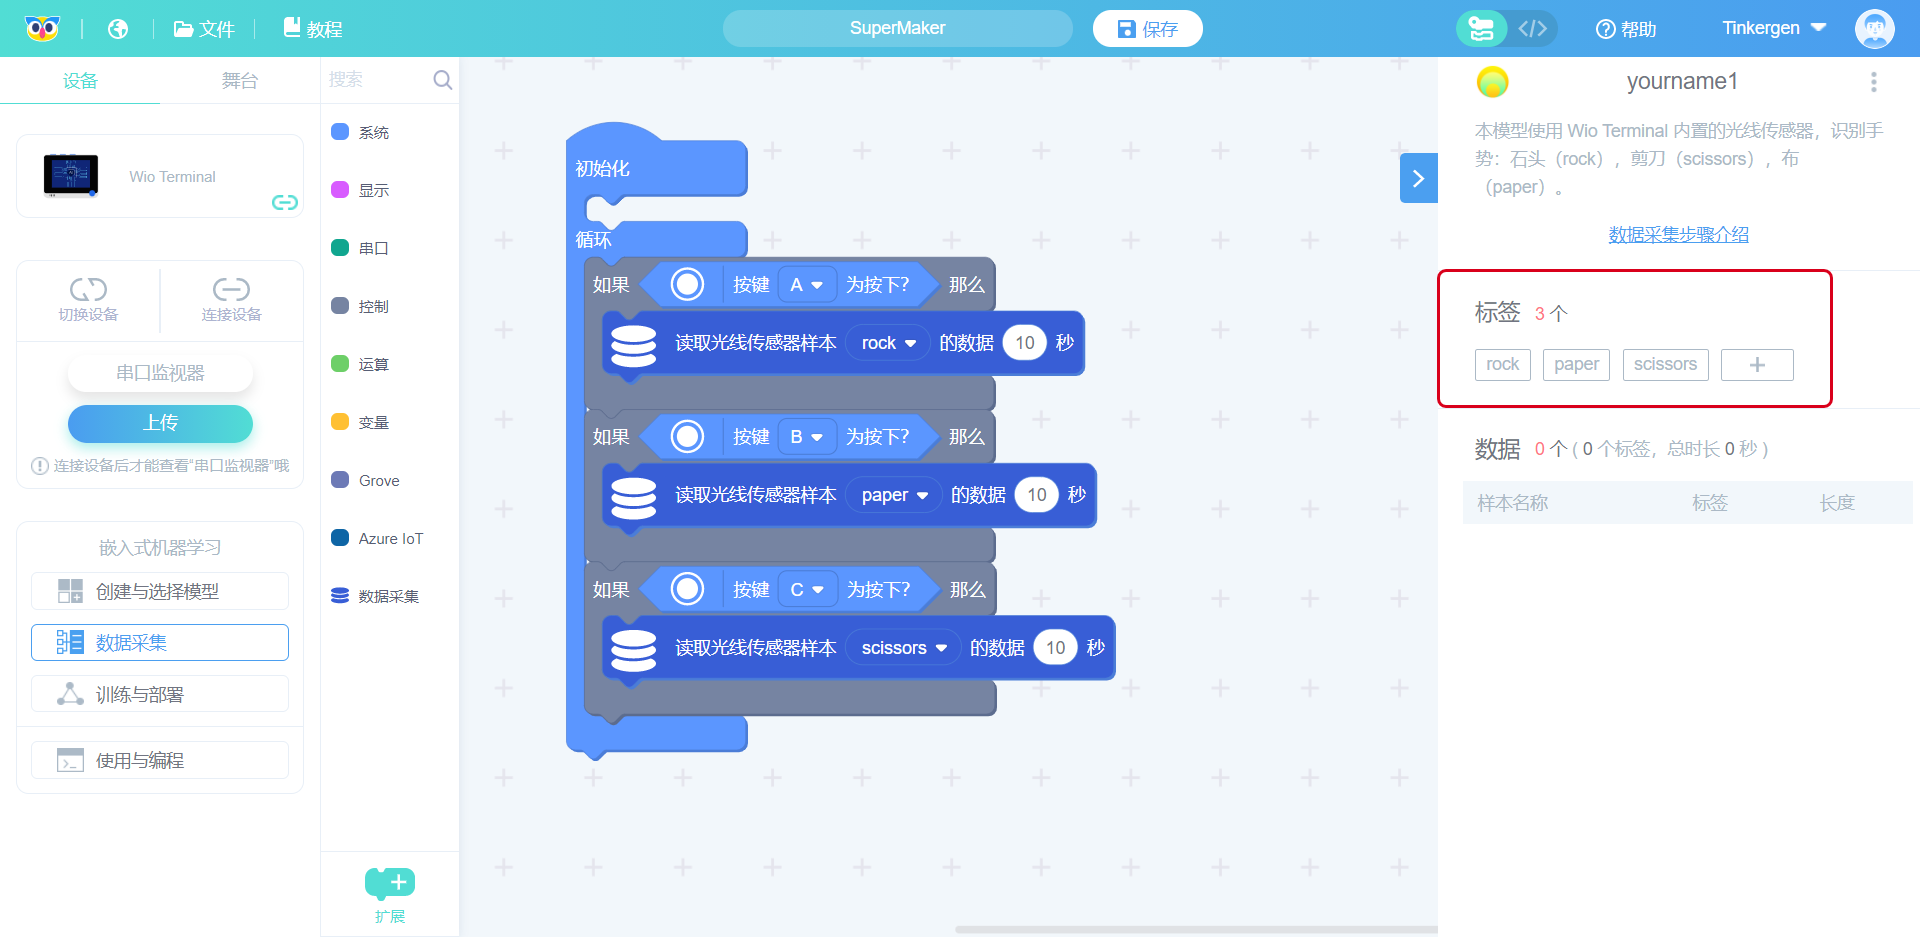 文件
教程
SuperMaker
保存
帮助
Tinkergen
设备
舞台
搜索
Wio Terminal
切换设备
连接设备
串口监视器
上传
连接设备后才能查看“串口监视器”哦
嵌入式机器学习
创建与选择模型
数据采集
训练与部署
使用与编程
系统
显示
串口
控制
运算
变量
Grove
Azure IoT
数据采集
扩展
初始化
循环
如果 按键 A 为按下? 那么
读取光线传感器样本 rock 的数据 10 秒
如果 按键 B 为按下? 那么
读取光线传感器样本 paper 的数据 10 秒
如果 按键 C 为按下? 那么
读取光线传感器样本 scissors 的数据 10 秒
yourname1
本模型使用 Wio Terminal 内置的光线传感器，识别手
势：石头（rock），剪刀（scissors），布
（paper）。
数据采集步骤介绍
标签 3 个
rock paper scissors +
数据 0 个 ( 0 个标签，总时长 0 秒 )
样本名称 标签 长度